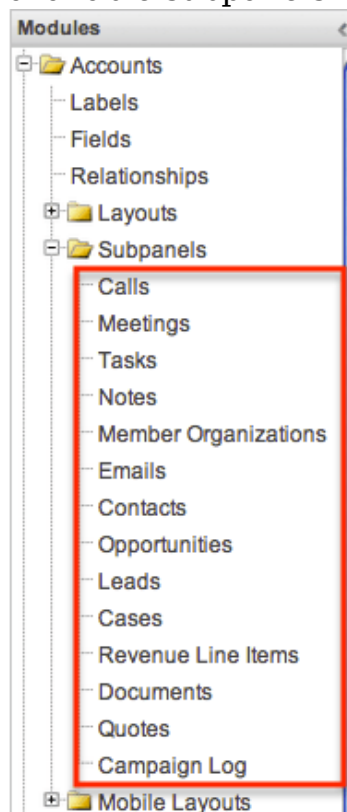 Modules
Accounts
Labels
Fields
Relationships
Layouts
Subpanels
Calls
Meetings
Tasks
Notes
Member Organizations
Emails
Contacts
Opportunities
Leads
Cases
Revenue Line Items
Documents
Quotes
Campaign Log
Mobile Layouts